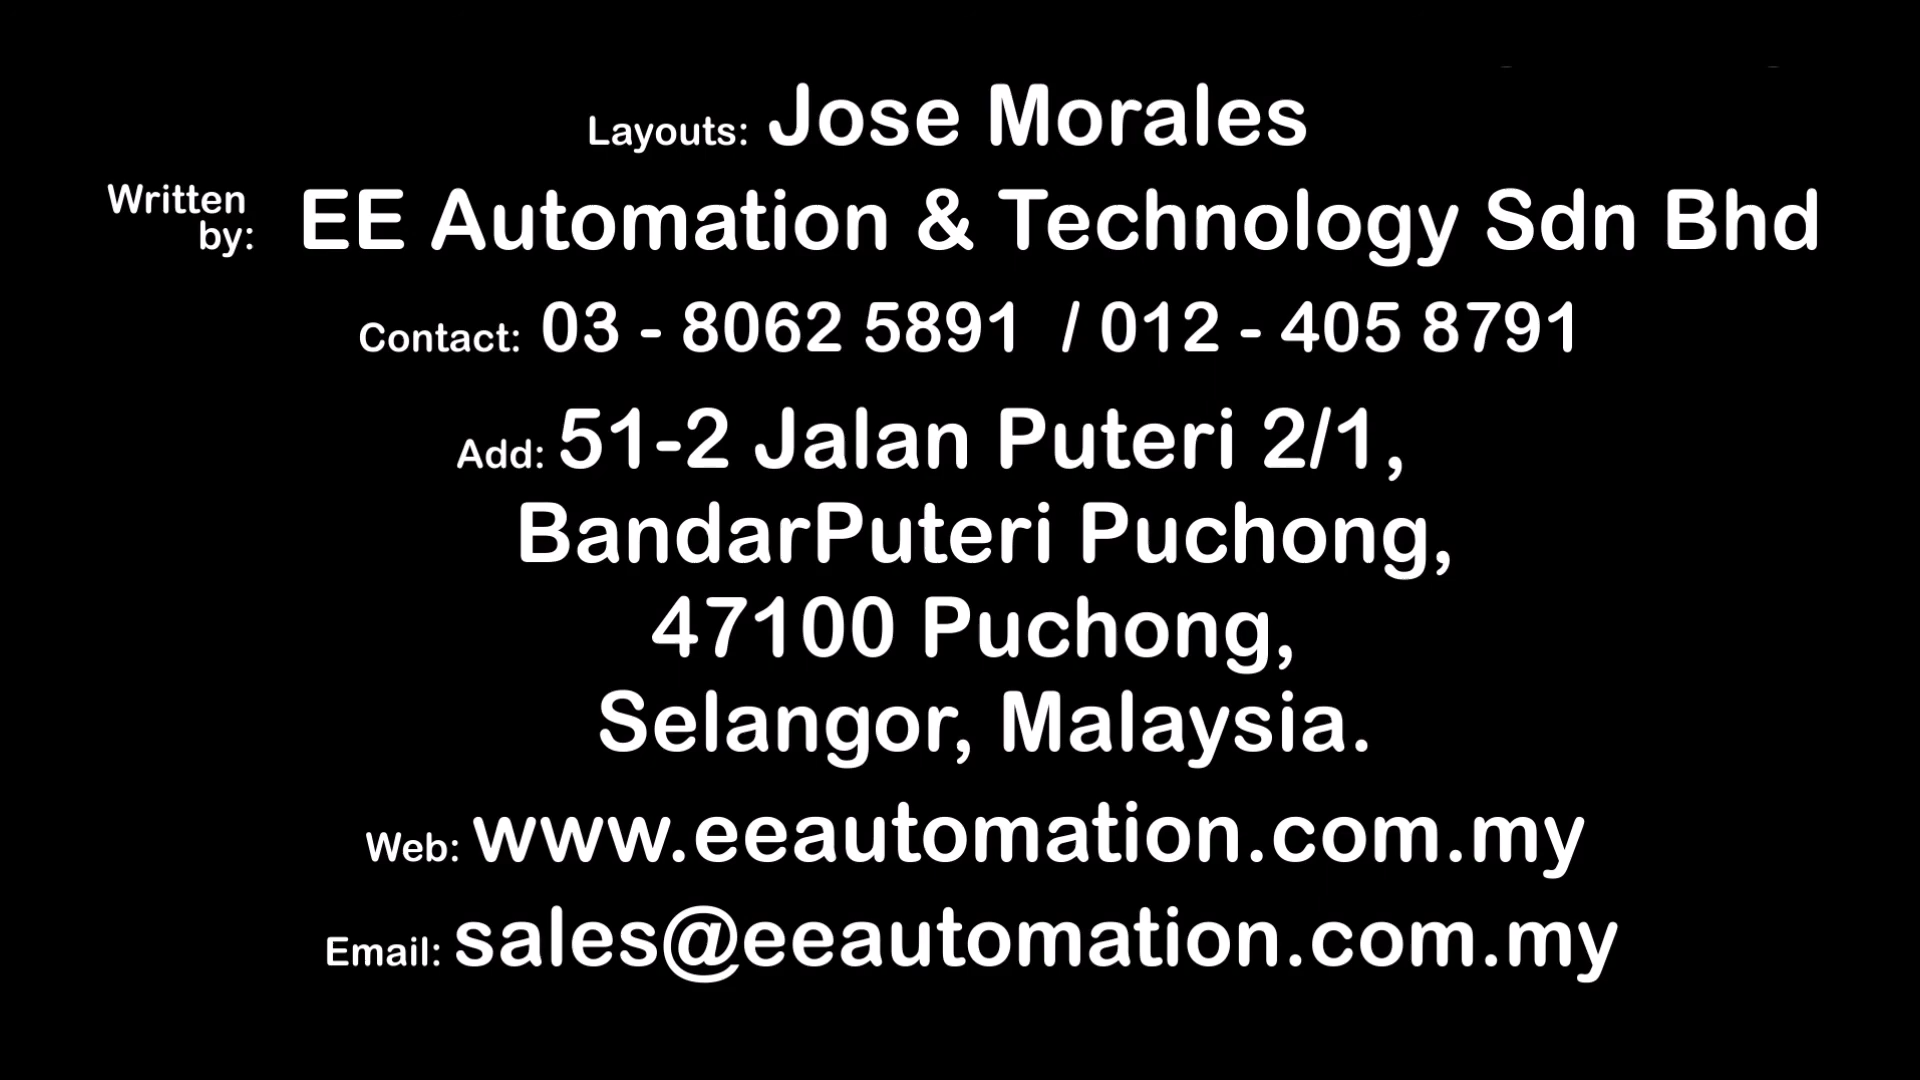 Layouts: Jose Morales
Written by: EE Automation & Technology Sdn Bhd
Contact: 03 - 8062 5891 / 012 - 405 8791
Add: 51-2 Jalan Puteri 2/1,
BandarPuteri Puchong,
47100 Puchong,
Selangor, Malaysia.
Web: www.eeautomation.com.my
Email: sales@eeautomation.com.my